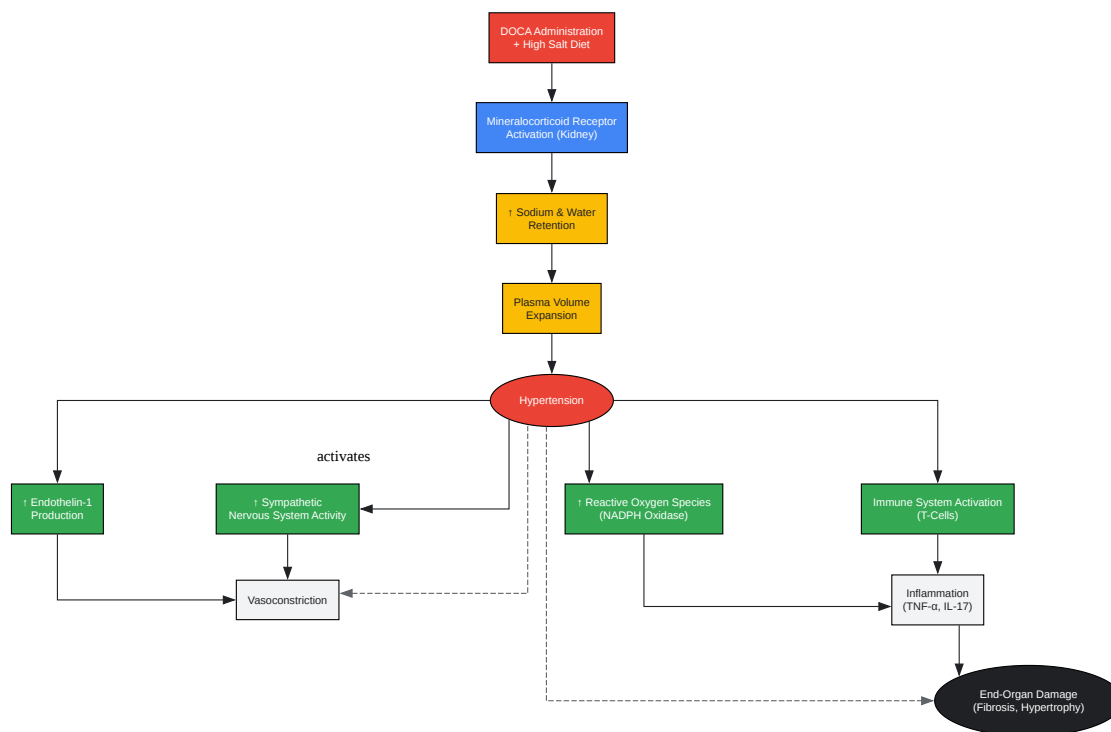 DOCA Administration
+ High Salt Diet
Mineralocorticoid Receptor
Activation (Kidney)
↑ Sodium & Water
Retention
Plasma Volume
Expansion
Hypertension
activates
↑ Endothelin-1
Production
↑ Sympathetic
Nervous System Activity
↑ Reactive Oxygen Species
(NADPH Oxidase)
Immune System Activation
(T-Cells)
Vasoconstriction
Inflammation
(TNF-α, IL-17)
End-Organ Damage
(Fibrosis, Hypertrophy)